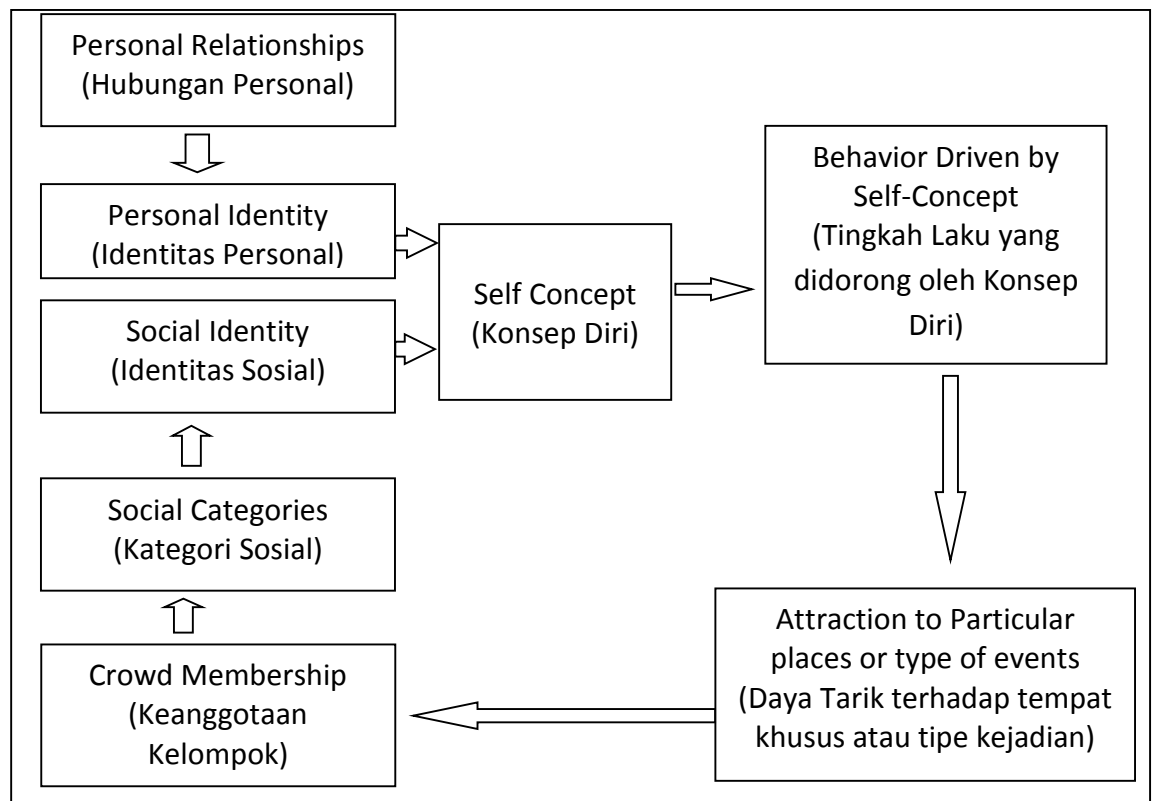 Personal Relationships
(Hubungan Personal)
Personal Identity
(Identitas Personal)
Social Identity
(Identitas Sosial)
Social Categories
(Kategori Sosial)
Crowd Membership
(Keanggotaan
Kelompok)
Self Concept
(Konsep Diri)
Behavior Driven by
Self-Concept
(Tingkah Laku yang
didorong oleh Konsep
Diri)
Attraction to Particular
places or type of events
(Daya Tarik terhadap tempat
khusus atau tipe kejadian)